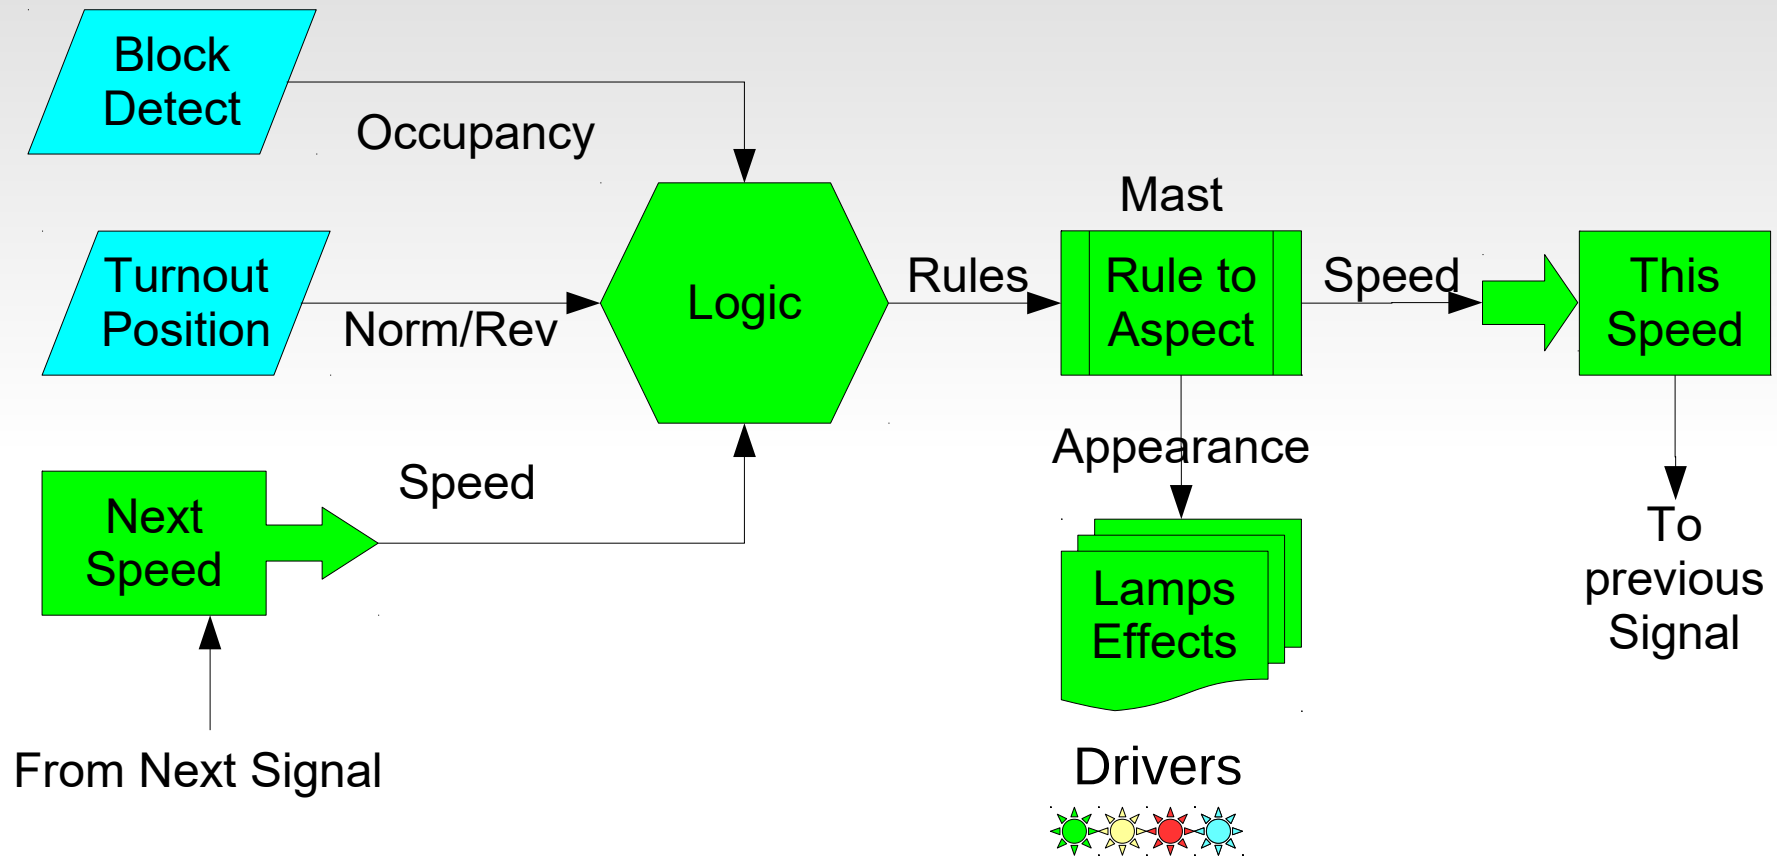 Block
Detect
Occupancy
Mast
Turnout
Position
Norm/Rev
Logic
Rules
Rule to
Aspect
Speed
This
Speed
Appearance
Next
Speed
Speed
To
previous
Signal
Lamps
Effects
From Next Signal
Drivers